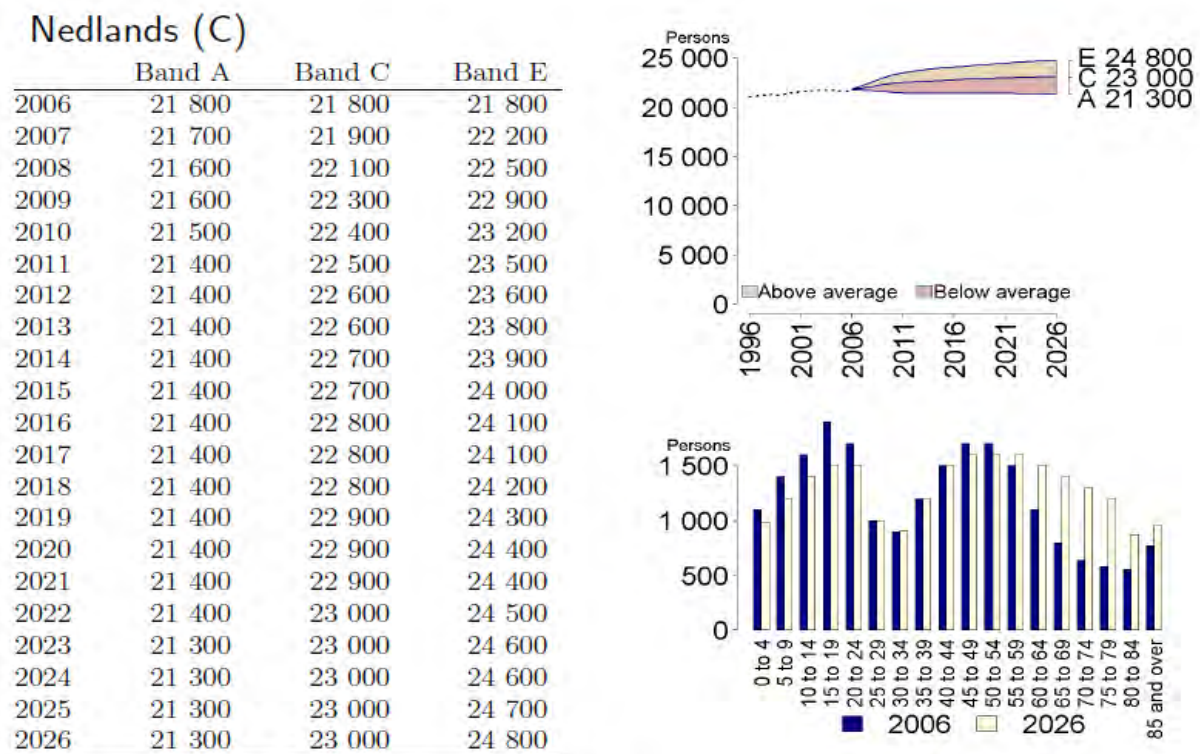 Nedlands (C)
Band A Band C Band E
2006 21 800 21 800 21 800
2007 21 700 21 900 22 200
2008 21 600 22 100 22 500
2009 21 600 22 300 22 900
2010 21 500 22 400 23 200
2011 21 400 22 500 23 500
2012 21 400 22 600 23 600
2013 21 400 22 600 23 800
2014 21 400 22 700 23 900
2015 21 400 22 700 24 000
2016 21 400 22 800 24 100
2017 21 400 22 800 24 100
2018 21 400 22 800 24 200
2019 21 400 22 900 24 300
2020 21 400 22 900 24 400
2021 21 400 22 900 24 400
2022 21 400 23 000 24 500
2023 21 300 23 000 24 600
2024 21 300 23 000 24 600
2025 21 300 23 000 24 700
2026 21 300 23 000 24 800
Persons
25 000
20 000
15 000
10 000
5 000
0
E 24 800
C 23 000
A 21 300
Above average Below average
1996 2001 2006 2011 2016 2021 2026
Persons
1 500
1 000
500
0
0 to 4
5 to 9
10 to 14
15 to 19
20 to 24
25 to 29
30 to 34
35 to 39
40 to 44
45 to 49
50 to 54
55 to 59
60 to 64
65 to 69
70 to 74
75 to 79
80 to 84
85 and over
2006 2026